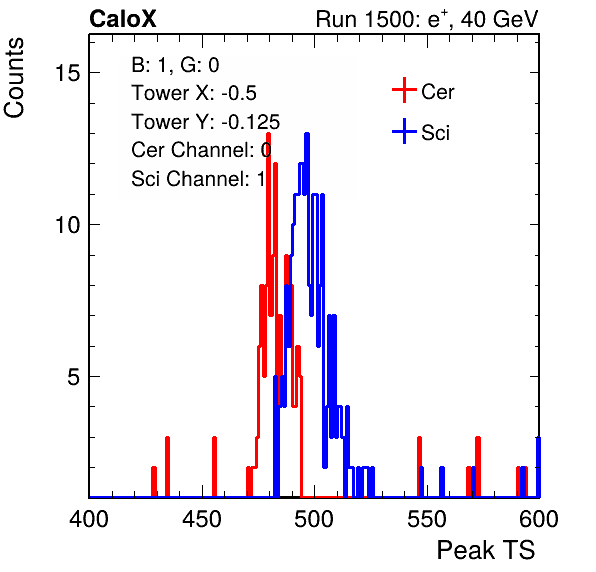 CaloX Run 1500: e+, 40 GeV
Counts
B: 1, G: 0
Tower X: -0.5
Tower Y: -0.125
Cer Channel: 0
Sci Channel: 1
Cer
Sci
15
10
5
400 450 500 550 600
Peak TS